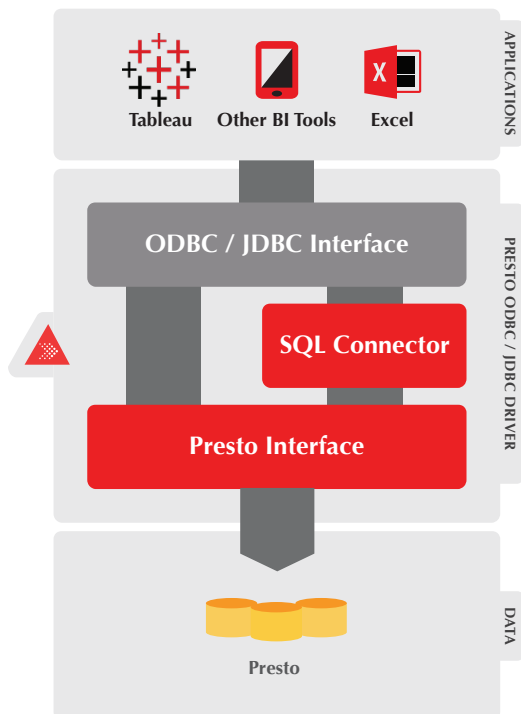 APPLICATIONS
Tableau
Other BI Tools
X
Excel
PRESTO ODBC / JDBC DRIVER
ODBC / JDBC Interface
SQL Connector
Presto Interface
DATA
Presto